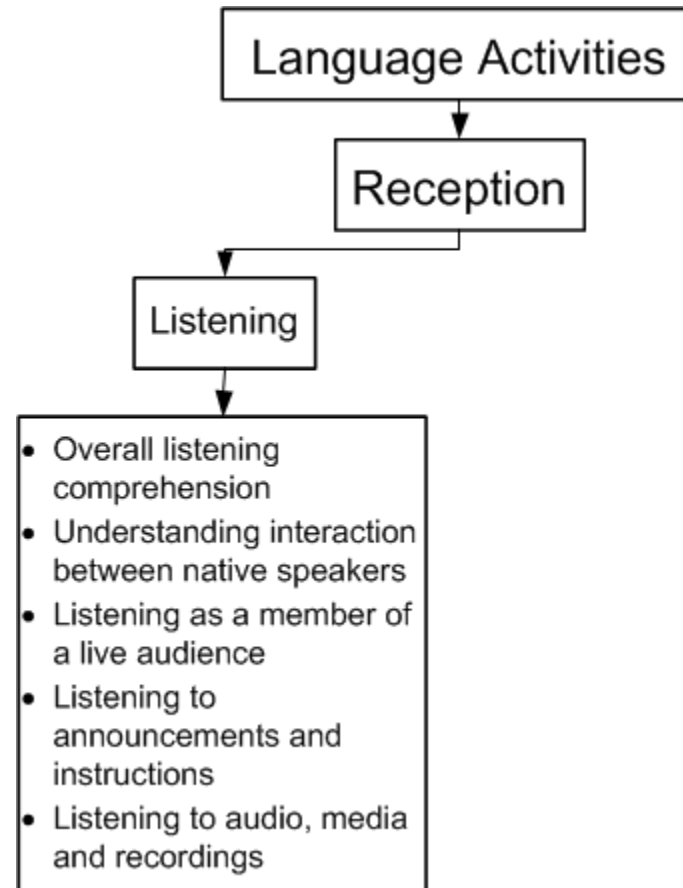 Language Activities
Reception
Listening
• Overall listening
comprehension
• Understanding interaction
between native speakers
• Listening as a member of
a live audience
• Listening to
announcements and
instructions
• Listening to audio, media
and recordings